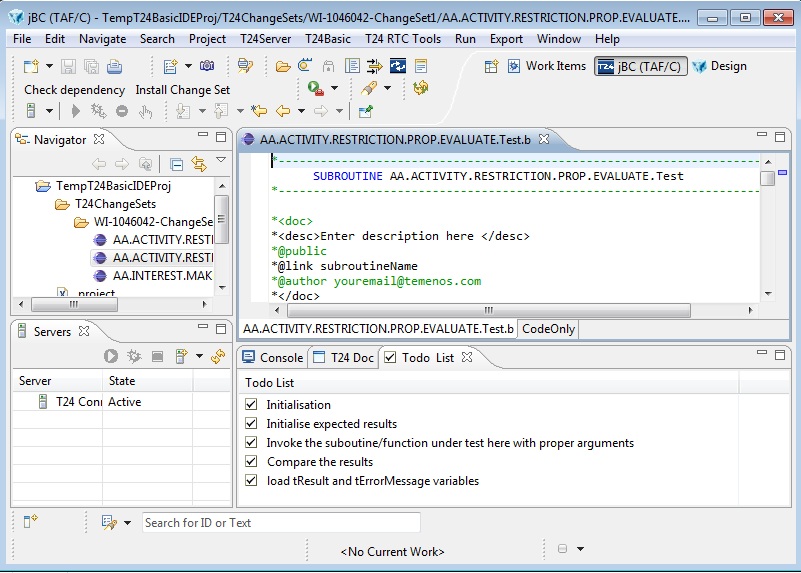 jBC (TAF/C) - TempT24BasicIDEProj/T24ChangeSets/WI-1046042-ChangeSet1/AA.ACTIVITY.RESTRICTION.PROP.EVALUATE....
File Edit Navigate Search Project T24Server T24Basic T24 RTC Tools Run Export Window Help
Work Items T24 jBC (TAF/C) Design
Check dependency Install Change Set
Navigator
TempT24BasicIDEProj
T24ChangeSets
WI-1046042-ChangeSe
AA.ACTIVITY.RESTI
AA.ACTIVITY.RESTI
AA.INTEREST.MAK
.project
AA.ACTIVITY.RESTRICTION.PROP.EVALUATE.Test.b
*-----------------------------------------------------------------------------
SUBROUTINE AA.ACTIVITY.RESTRICTION.PROP.EVALUATE.Test
*-----------------------------------------------------------------------------
*<doc>
*<desc>Enter description here </desc>
*@public
*@link subroutineName
*@author youremail@temenos.com
*</doc>
AA.ACTIVITY.RESTRICTION.PROP.EVALUATE.Test.b CodeOnly
Servers
Server State
T24 Conn Active
Console T24 Doc Todo List
Todo List
Initialisation
Initialise expected results
Invoke the suboutine/function under test here with proper arguments
Compare the results
load tResult and tErrorMessage variables
Search for ID or Text
<No Current Work>